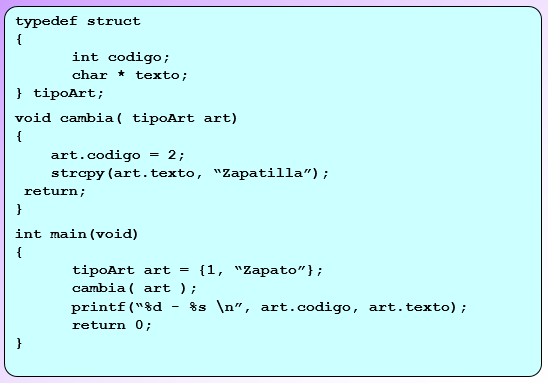 typedef struct
{
int codigo;
char * texto;
} tipoArt;
void cambia( tipoArt art)
{
art.codigo = 2;
strcpy(art.texto, “Zapatilla”);
return;
}
int main(void)
{
tipoArt art = {1, “Zapato”};
cambia( art );
printf(“%d - %s \n”, art.codigo, art.texto);
return 0;
}